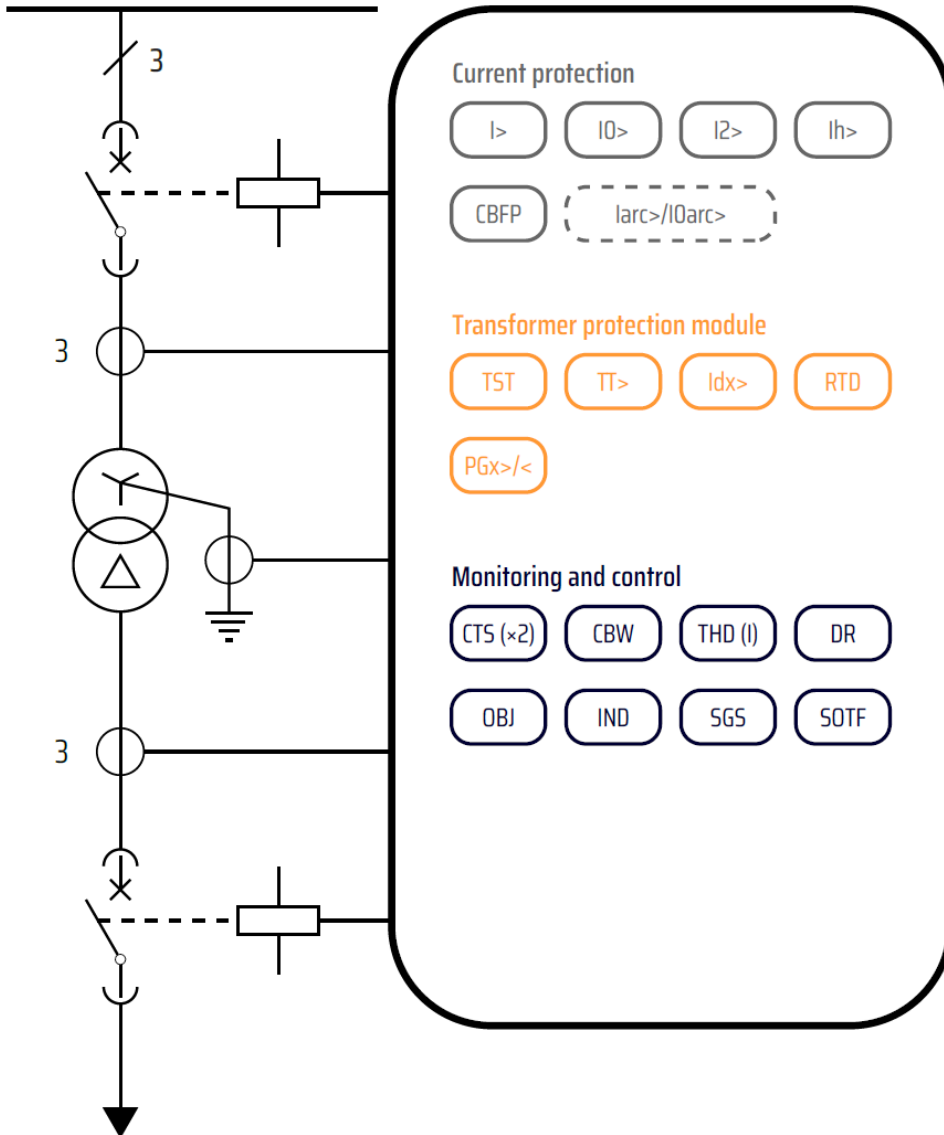 3
Current protection
I> I0> I2> Ih>
CBFP Iarc>/I0arc>
3
Transformer protection module
TST TT> Idx> RTD
PGx>/<
Monitoring and control
CTS (×2) CBW THD (I) DR
OBJ IND SGS SOTF
3